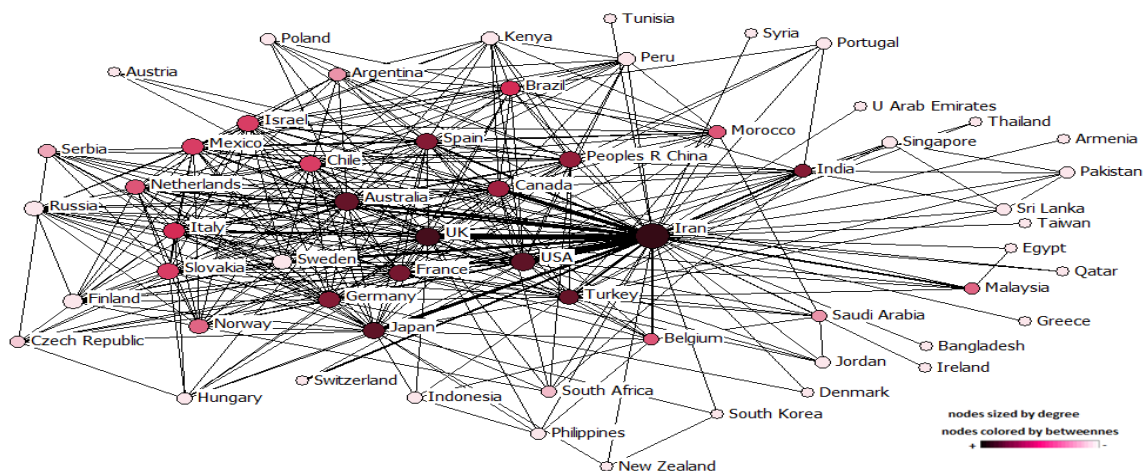 Tunisia
Syria
Poland
Kenya
Portugal
Peru
Austria
Argentina
Brazil
U Arab Emirates
Thailand
Israel
Morocco
Armenia
Spain
Singapore
Mexico
Serbia
Peoples R China
Chile
India
Pakistan
Netherlands
Canada
Australia
Russia
Sri Lanka
Taiwan
Italy
UK
Iran
Egypt
Sweden
USA
Qatar
Slovakia
France
Malaysia
Finland
Germany
Turkey
Saudi Arabia
Greece
Norway
Japan
Czech Republic
Belgium
Bangladesh
Jordan
Ireland
Switzerland
South Africa
Denmark
Hungary
Indonesia
South Korea
nodes sized by degree
Philippines
nodes colored by betweennes
+ -
New Zealand